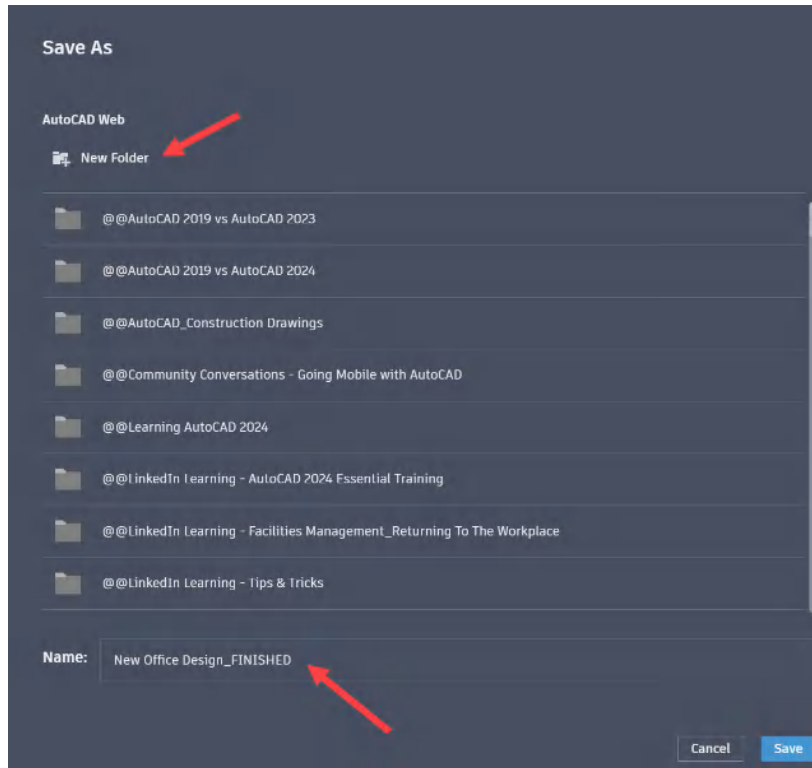 Save As
AutoCAD Web
New Folder
@@AutoCAD 2019 vs AutoCAD 2023
@@AutoCAD 2019 vs AutoCAD 2024
@@AutoCAD_Construction Drawings
@@Community Conversations - Going Mobile with AutoCAD
@@Learning AutoCAD 2024
@@LinkedIn Learning - AutoCAD 2024 Essential Training
@@LinkedIn Learning - Facilities Management_Returning To The Workplace
@@LinkedIn Learning - Tips & Tricks
Name: New Office Design_FINISHED
Cancel Save